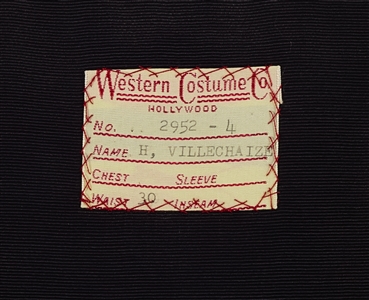 Western Costume Co
HOLLYWOOD
No. .. 2952 - 4
NAME H, VILLECHAIZE
CHEST SLEEVE
WAIST 30 INSEAM